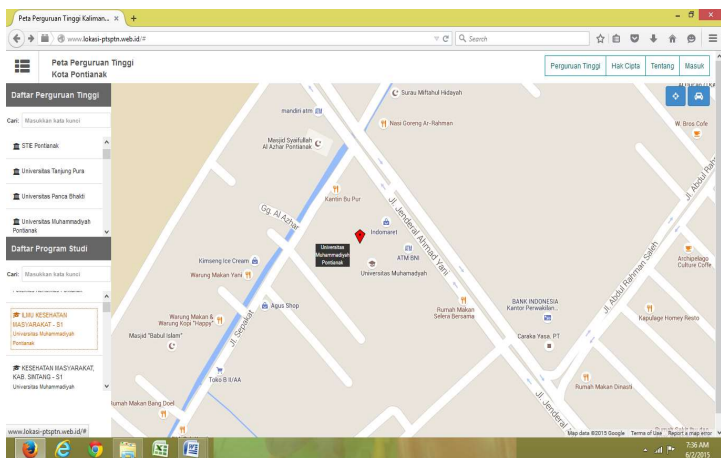 Peta Perguruan Tinggi Kaliman...
www.lokasi-ptsptn.web.id/#
Search
Peta Perguruan Tinggi
Kota Pontianak
Perguruan Tinggi
Hak Cipta
Tentang
Masuk
Daftar Perguruan Tinggi
Cari:
Masukkan kata kunci
STIE Pontianak
Universitas Tanjung Pura
Universitas Panca Bhakti
Universitas Muhammadiyah
Pontianak
Daftar Program Studi
Cari:
Masukkan kata kunci
ILMU KESEHATAN
MASYARAKAT - S1
Universitas Muhammadiyah
Pontianak
KESEHATAN MASYARAKAT,
KAB. SINTANG - S1
Universitas Muhammadiyah
www.lokasi-ptsptn.web.id/#
Surau Miftahul Hidayah
mandiri atm
Nasi Goreng Ar-Rahman
W. Bros Cofe
Masjid Syaifullah
Al Azhar Pontianak
Kantin Bu Pur
Gg. Al Azhar
Jl. Jenderal Ahmad Yani
Jl. Abdul Rah
Indomaret
Universitas
Muhammadiyah
Pontianak
ATM BNI
Universitas Muhamadyah
Kimseng Ice Cream
Warung Makan Yani
Archipelago
Culture Coffe
Jl. Abdul Rahman Saleh
Agus Shop
Warung Makan &
Warung Kopi "Happy"
Masjid "Babul Islam"
Jl. Sepakat
Rumah Makan
Selera Bersama
BANK INDONESIA
Kantor Perwakilan...
Kapulage Homey Resto
Caraka Yasa. PT
Toko B II/AA
Rumah Makan Dinasti
Rumah Makan Bang Doel
Jl. Jenderal
Map data ©2015 Google
Terms of Use
Report a map error
7:36 AM
6/2/2015